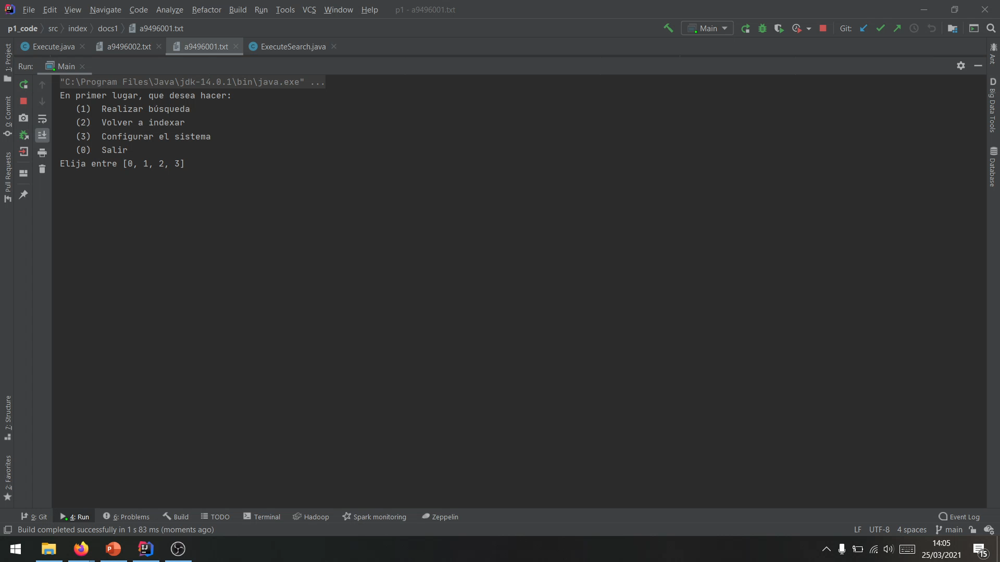 File Edit View Navigate Code Analyze Refactor Build Run Tools VCS Window Help p1 - a9496001.txt
p1_code src index docs1 a9496001.txt Main Git:
Execute.java a9496002.txt a9496001.txt ExecuteSearch.java
Run: Main
"C:\Program Files\Java\jdk-14.0.1\bin\java.exe" ...
En primer lugar, que desea hacer:
(1) Realizar búsqueda
(2) Volver a indexar
(3) Configurar el sistema
(0) Salir
Elija entre [0, 1, 2, 3]
1: Project
0: Commit
Pull Requests
7: Structure
2: Favorites
Ant
D Big Data Tools
Database
9: Git 4: Run 6: Problems Build TODO Terminal Hadoop Spark monitoring Zeppelin Event Log
Build completed successfully in 1 s 83 ms (moments ago) LF UTF-8 4 spaces main
14:05
25/03/2021
15